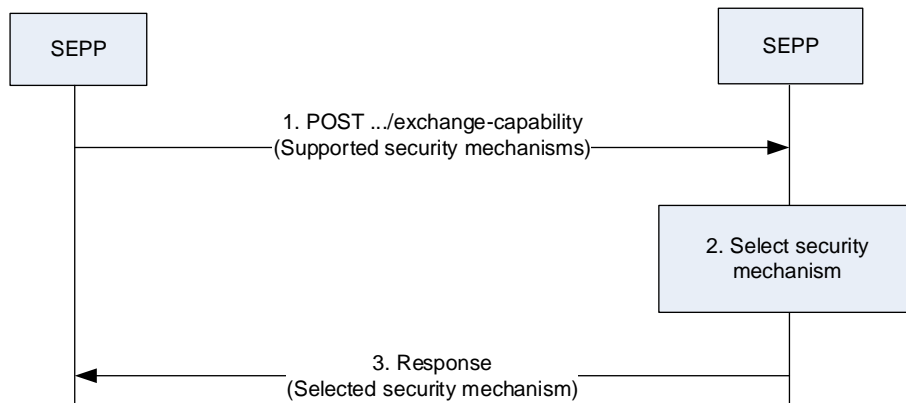 SEPP
SEPP
1. POST .../exchange-capability
(Supported security mechanisms)
2. Select security
mechanism
3. Response
(Selected security mechanism)